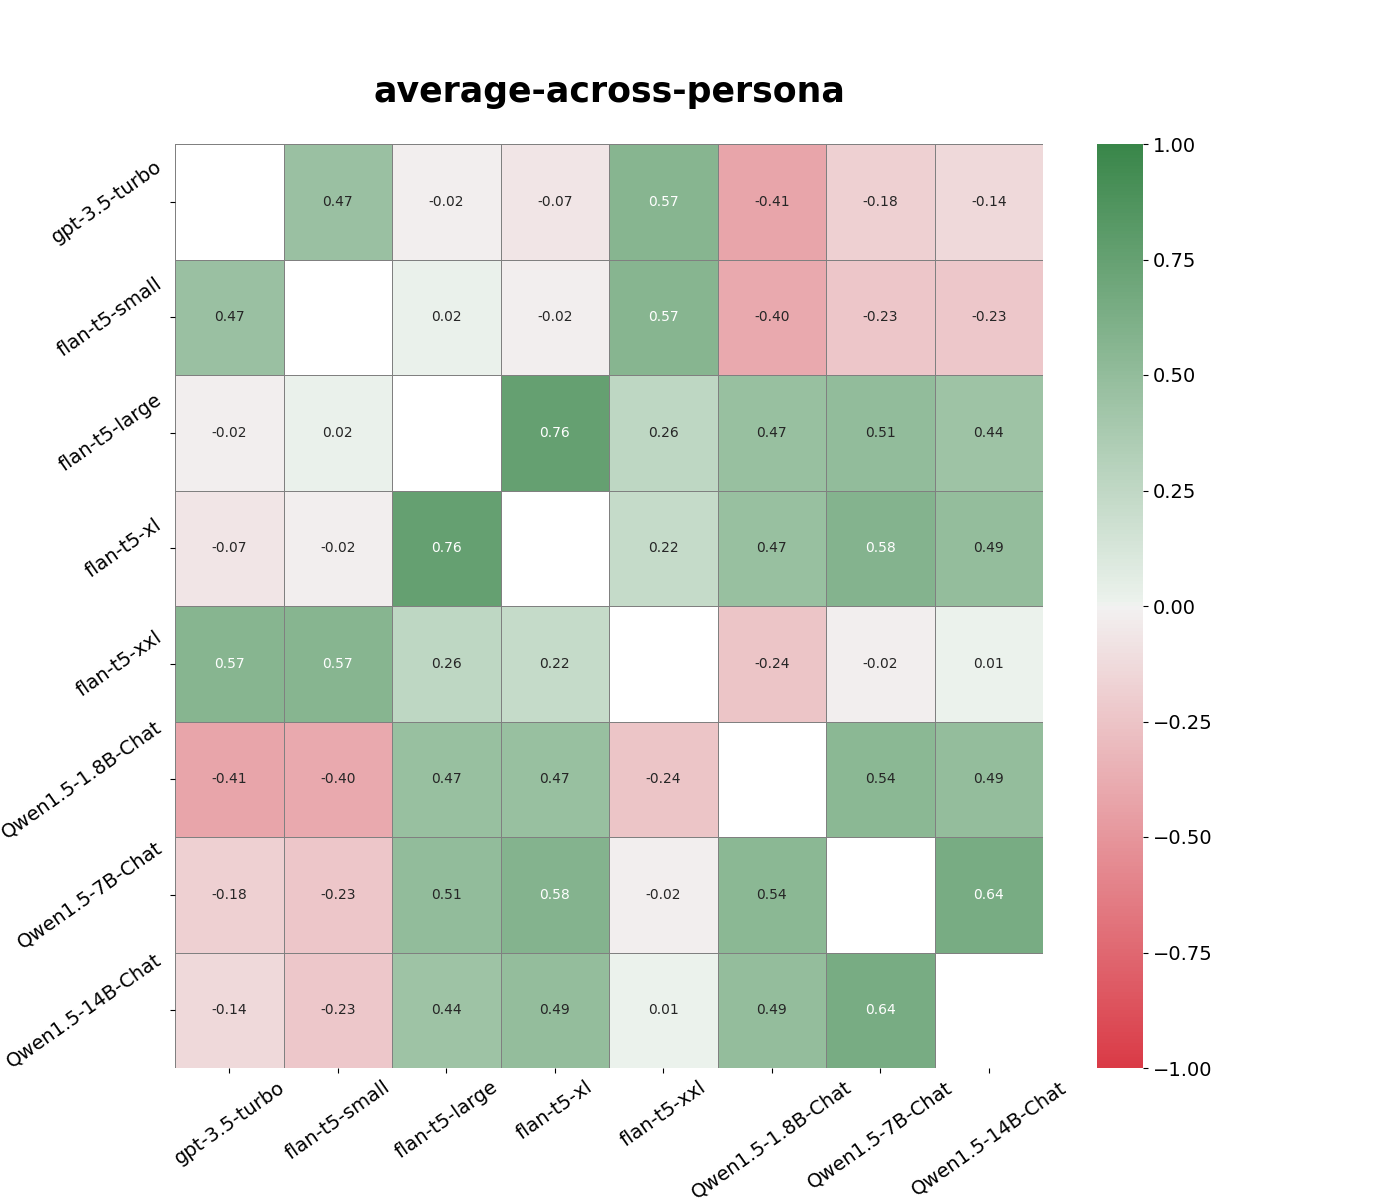 average-across-persona
gpt-3.5-turbo 0.47 -0.02 -0.07 0.57 -0.41 -0.18 -0.14
flan-t5-small 0.47 0.02 -0.02 0.57 -0.40 -0.23 -0.23
flan-t5-large -0.02 0.02 0.76 0.26 0.47 0.51 0.44
flan-t5-xl -0.07 -0.02 0.76 0.22 0.47 0.58 0.49
flan-t5-xxl 0.57 0.57 0.26 0.22 -0.24 -0.02 0.01
Qwen1.5-1.8B-Chat -0.41 -0.40 0.47 0.47 -0.24 0.54 0.49
Qwen1.5-7B-Chat -0.18 -0.23 0.51 0.58 -0.02 0.54 0.64
Qwen1.5-14B-Chat -0.14 -0.23 0.44 0.49 0.01 0.49 0.64
gpt-3.5-turbo flan-t5-small flan-t5-large flan-t5-xl flan-t5-xxl Qwen1.5-1.8B-Chat Qwen1.5-7B-Chat Qwen1.5-14B-Chat
1.00
0.75
0.50
0.25
0.00
−0.25
−0.50
−0.75
−1.00